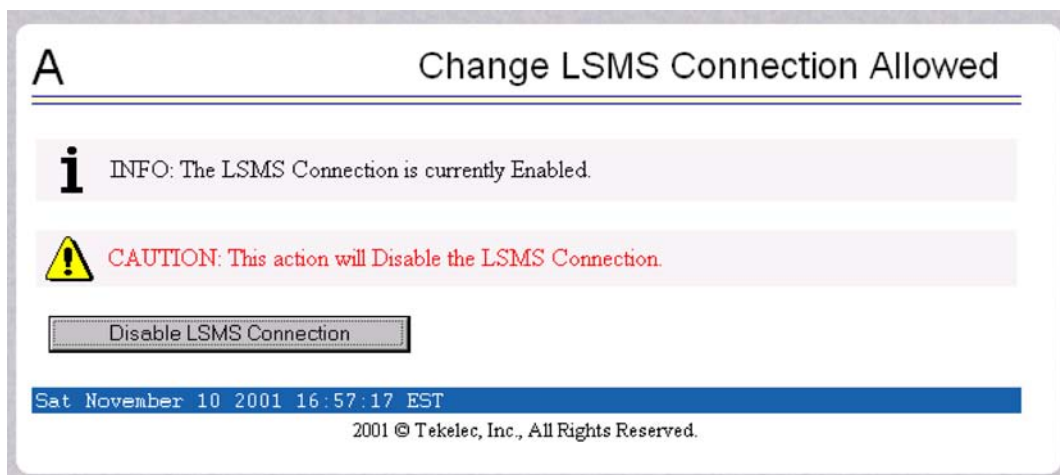 A
Change LSMS Connection Allowed
i
INFO: The LSMS Connection is currently Enabled.
CAUTION: This action will Disable the LSMS Connection.
Disable LSMS Connection
Sat November 10 2001 16:57:17 EST
2001 © Tekelec, Inc., All Rights Reserved.